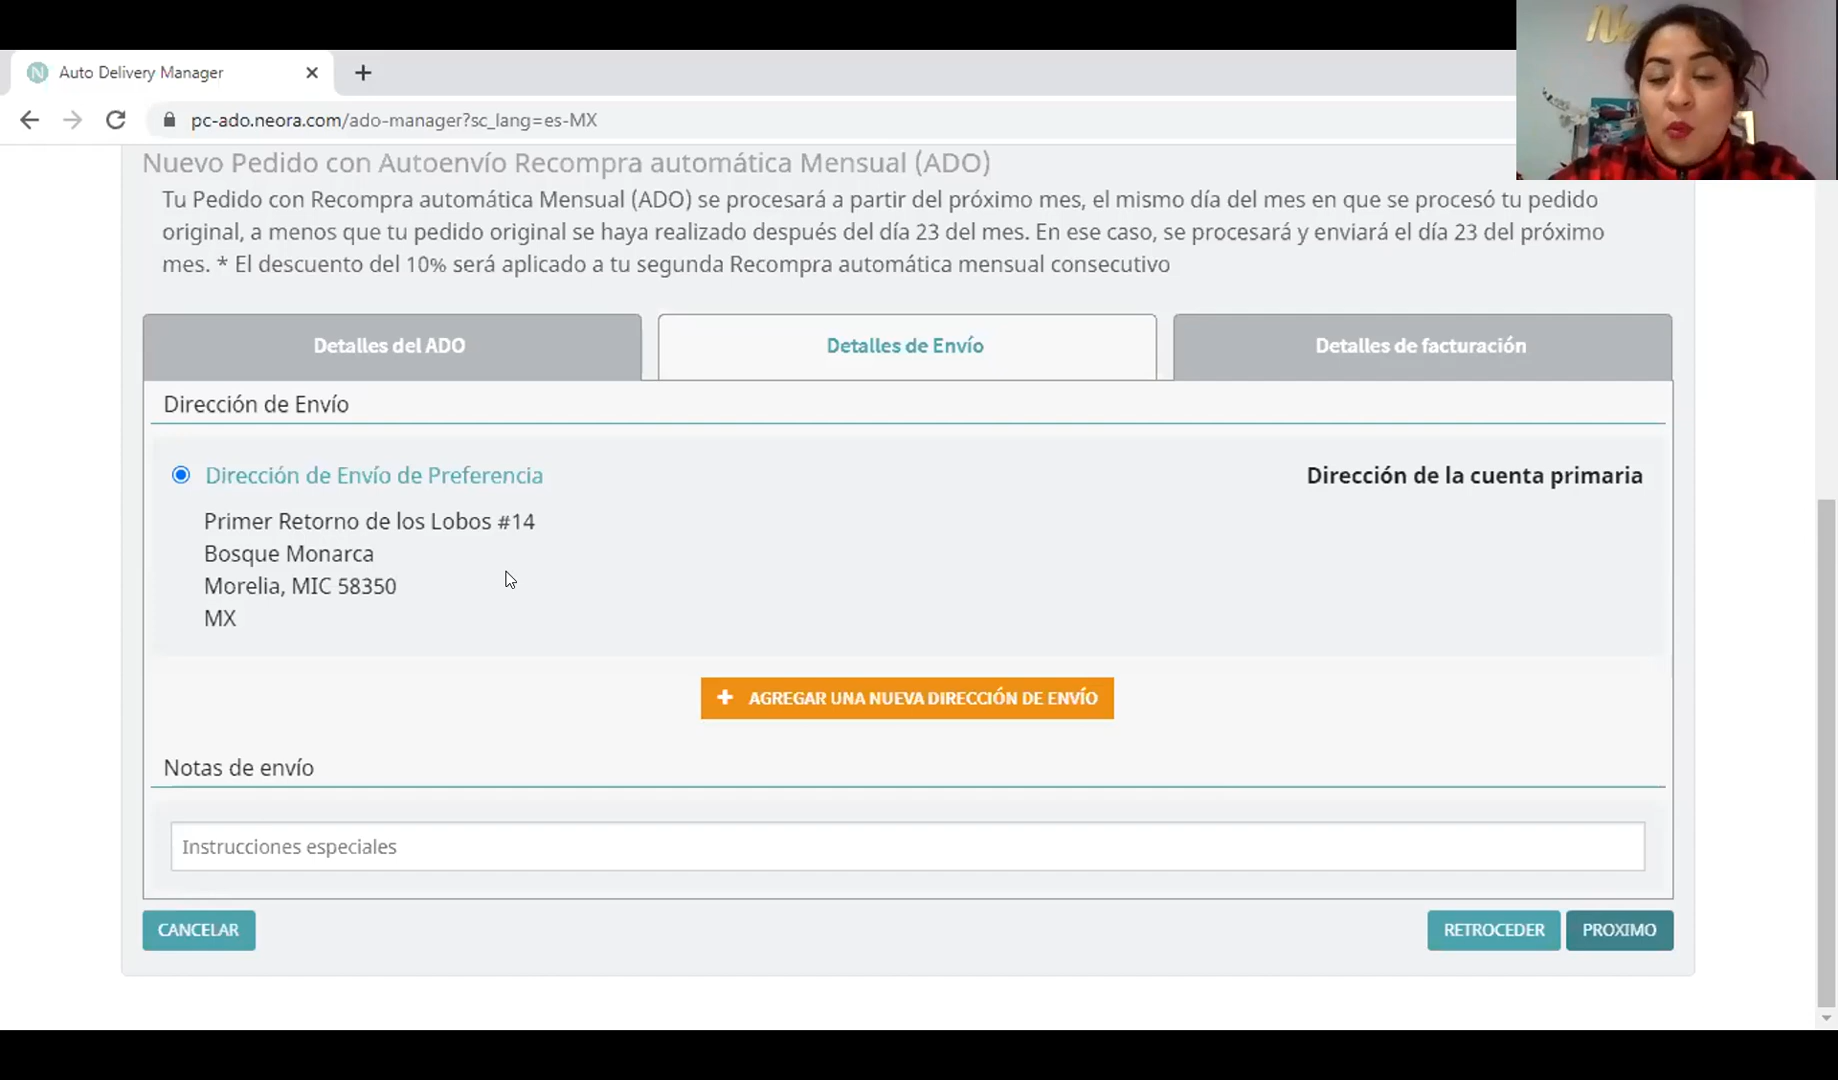 Auto Delivery Manager
pc-ado.neora.com/ado-manager?sc_lang=es-MX
Nuevo Pedido con Autoenvío Recompra automática Mensual (ADO)
Tu Pedido con Recompra automática Mensual (ADO) se procesará a partir del próximo mes, el mismo día del mes en que se procesó tu pedido
original, a menos que tu pedido original se haya realizado después del día 23 del mes. En ese caso, se procesará y enviará el día 23 del próximo
mes. * El descuento del 10% será aplicado a tu segunda Recompra automática mensual consecutivo
Detalles del ADO
Detalles de Envío
Detalles de facturación
Dirección de Envío
Dirección de Envío de Preferencia
Dirección de la cuenta primaria
Primer Retorno de los Lobos #14
Bosque Monarca
Morelia, MIC 58350
MX
AGREGAR UNA NUEVA DIRECCIÓN DE ENVÍO
Notas de envío
Instrucciones especiales
CANCELAR
RETROCEDER
PROXIMO